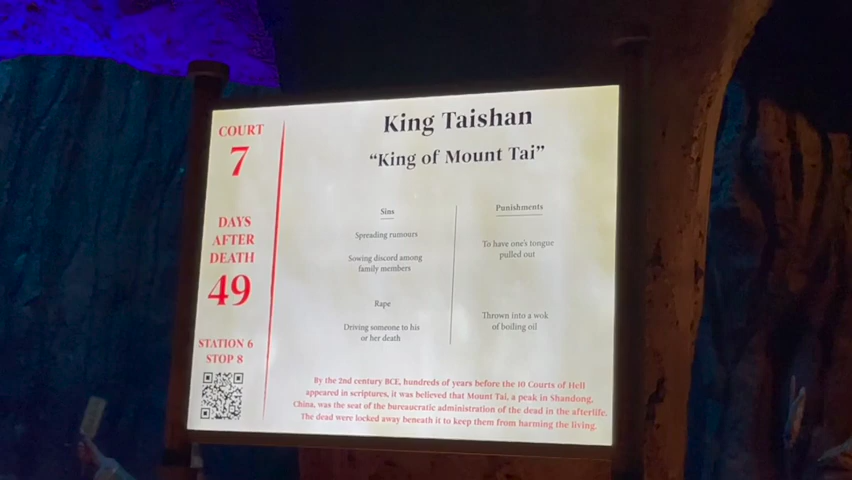 COURT
7
DAYS
AFTER
DEATH
49
STATION 6
STOP 8
King Taishan
“King of Mount Tai”
Sins
Spreading rumours
Sowing discord among
family members
Rape
Driving someone to his
or her death
Punishments
To have one's tongue
pulled out
Thrown into a wok
of boiling oil
By the 2nd century BCE, hundreds of years before the 10 Courts of Hell
appeared in scriptures, it was believed that Mount Tai, a peak in Shandong,
China, was the seat of the bureaucratic administration of the dead in the afterlife.
The dead were locked away beneath it to keep them from harming the living.